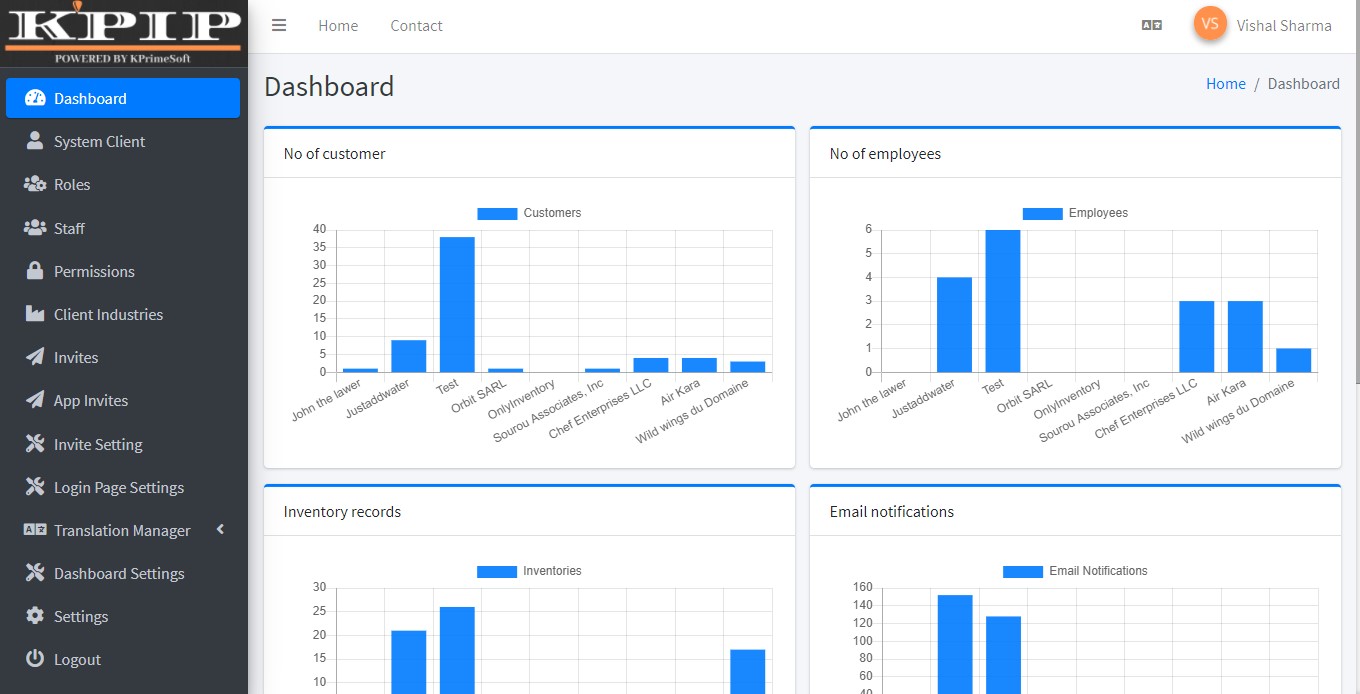 KPIP
POWERED BY KPrimeSoft
Home
Contact
VS
Vishal Sharma
Dashboard
System Client
Roles
Staff
Permissions
Client Industries
Invites
App Invites
Invite Setting
Login Page Settings
Translation Manager
Dashboard Settings
Settings
Logout
Dashboard
Home / Dashboard
No of customer
Customers
40
35
30
25
20
15
10
5
0
John the lawer
Justaddwater
Test
Orbit SARL
OnlyInventory
Sourou Associates, Inc
Chef Enterprises LLC
Air Kara
Wild wings du Domaine
No of employees
Employees
6
5
4
3
2
1
0
John the lawer
Justaddwater
Test
Orbit SARL
OnlyInventory
Sourou Associates, Inc
Chef Enterprises LLC
Air Kara
Wild wings du Domaine
Inventory records
Inventories
30
25
20
15
10
Email notifications
Email Notifications
160
140
120
100
80
60
40